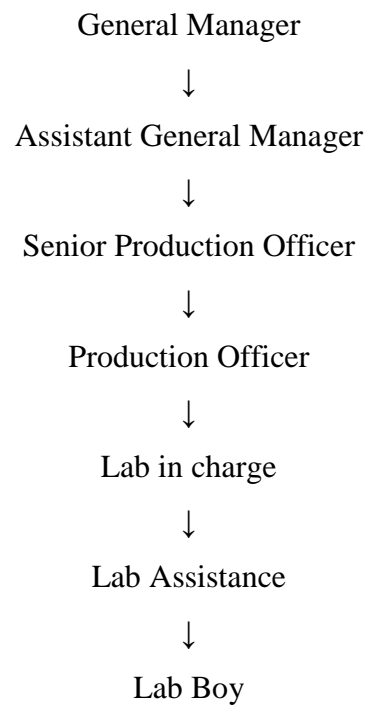 General Manager
↓
Assistant General Manager
↓
Senior Production Officer
↓
Production Officer
↓
Lab in charge
↓
Lab Assistance
↓
Lab Boy